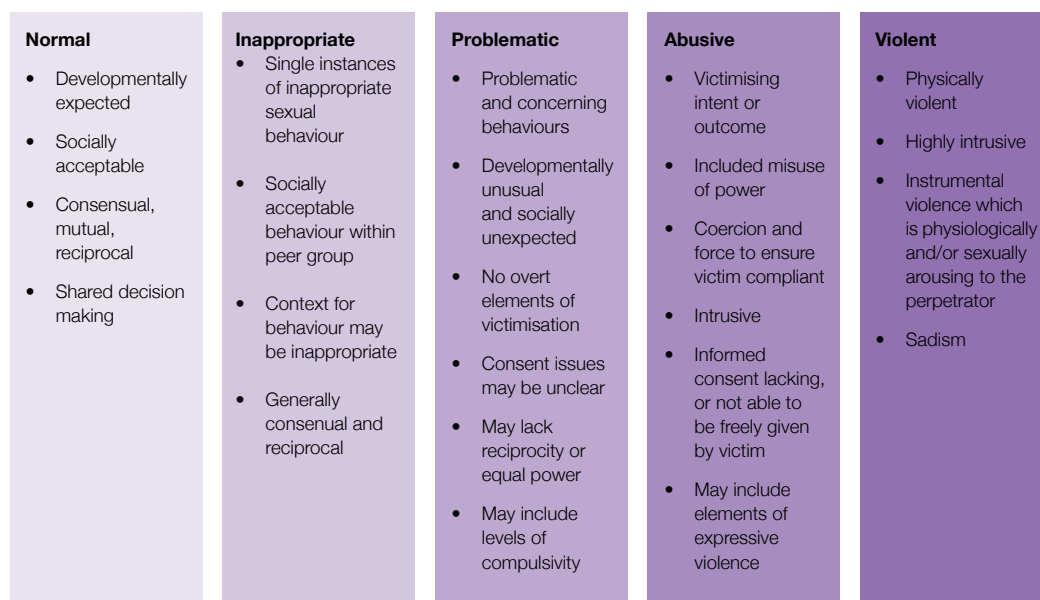 Normal
• Developmentally
expected
• Socially
acceptable
• Consensual,
mutual,
reciprocal
• Shared decision
making
Inappropriate
• Single instances
of inappropriate
sexual
behaviour
• Socially
acceptable
behaviour within
peer group
• Context for
behaviour may
be inappropriate
• Generally
consenual and
reciprocal
Problematic
• Problematic
and concerning
behaviours
• Developmentally
unusual
and socially
unexpected
• No overt
elements of
victimisation
• Consent issues
may be unclear
• May lack
reciprocity or
equal power
• May include
levels of
compulsivity
Abusive
• Victimising
intent or
outcome
• Included misuse
of power
• Coercion and
force to ensure
victim compliant
• Intrusive
• Informed
consent lacking,
or not able to
be freely given
by victim
• May include
elements of
expressive
violence
Violent
• Physically
violent
• Highly intrusive
• Instrumental
violence which
is physiologically
and/or sexually
arousing to the
perpetrator
• Sadism